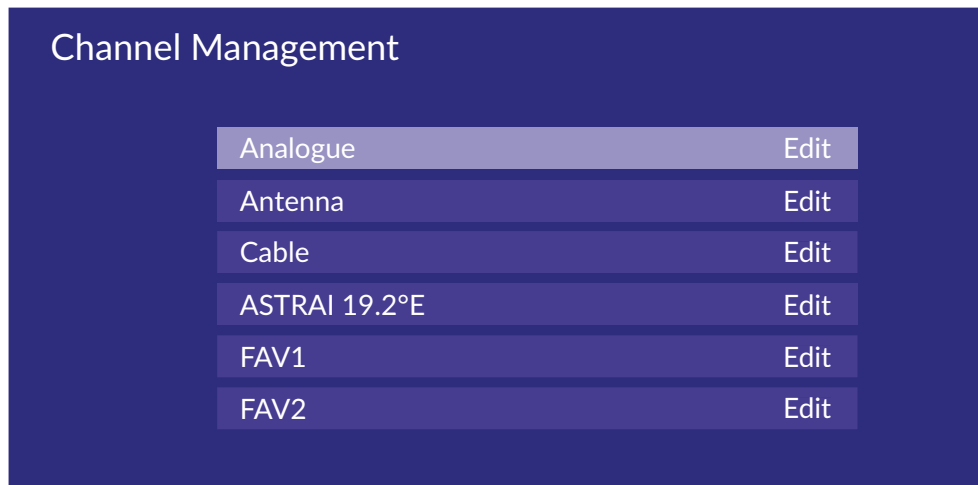 Channel Management
Analogue Edit
Antenna Edit
Cable Edit
ASTRAI 19.2°E Edit
FAV1 Edit
FAV2 Edit